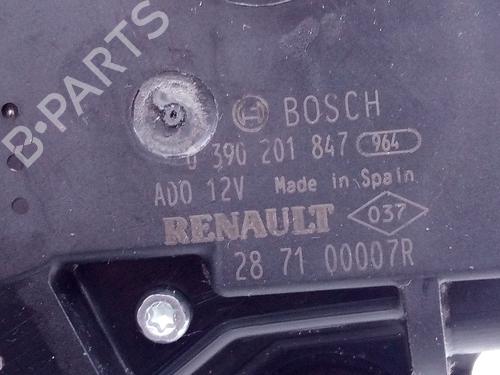 B-PARTS
BOSCH
0 390 201 847 964
ADO 12V Made in Spain
RENAULT 037
28 71 00007R